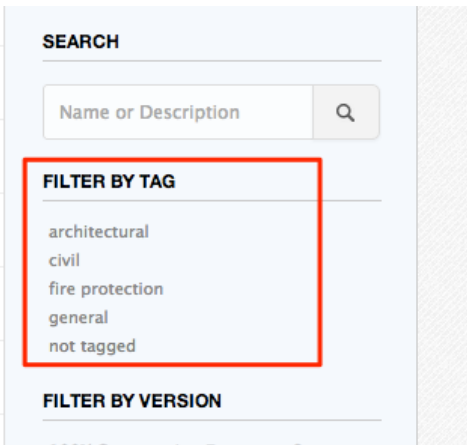 SEARCH
Name or Description
FILTER BY TAG
architectural
civil
fire protection
general
not tagged
FILTER BY VERSION